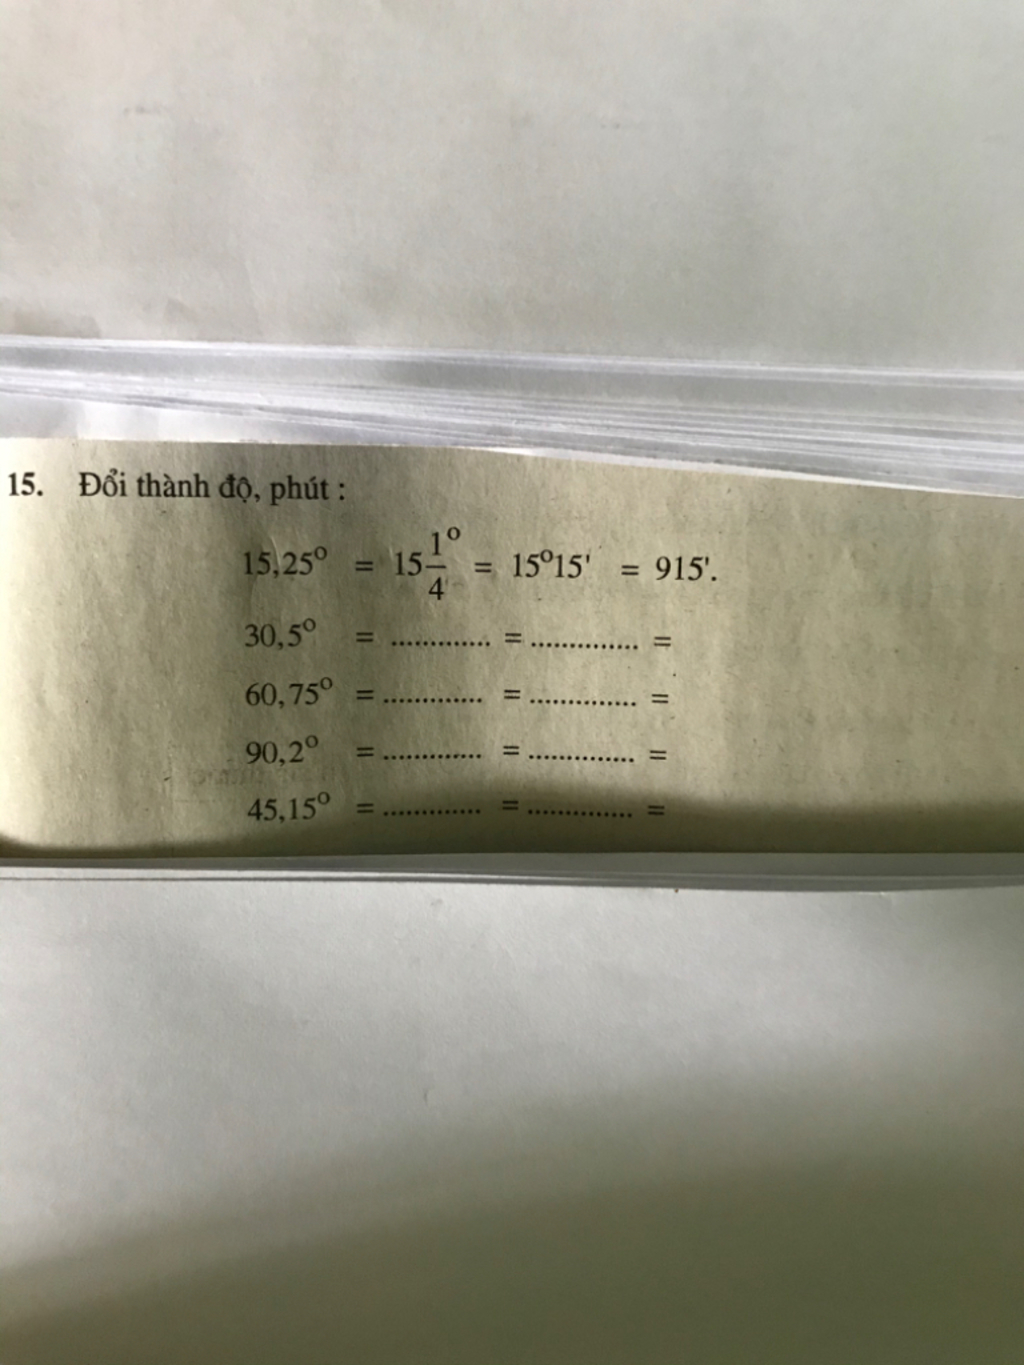 15. Đổi thành độ, phút :
15,25° = 15 1/4° = 15°15' = 915'.
30,5° = ............. = .............. =
60,75° = ............. = .............. =
90,2° = ............. = .............. =
45,15° = ............. = .............. =